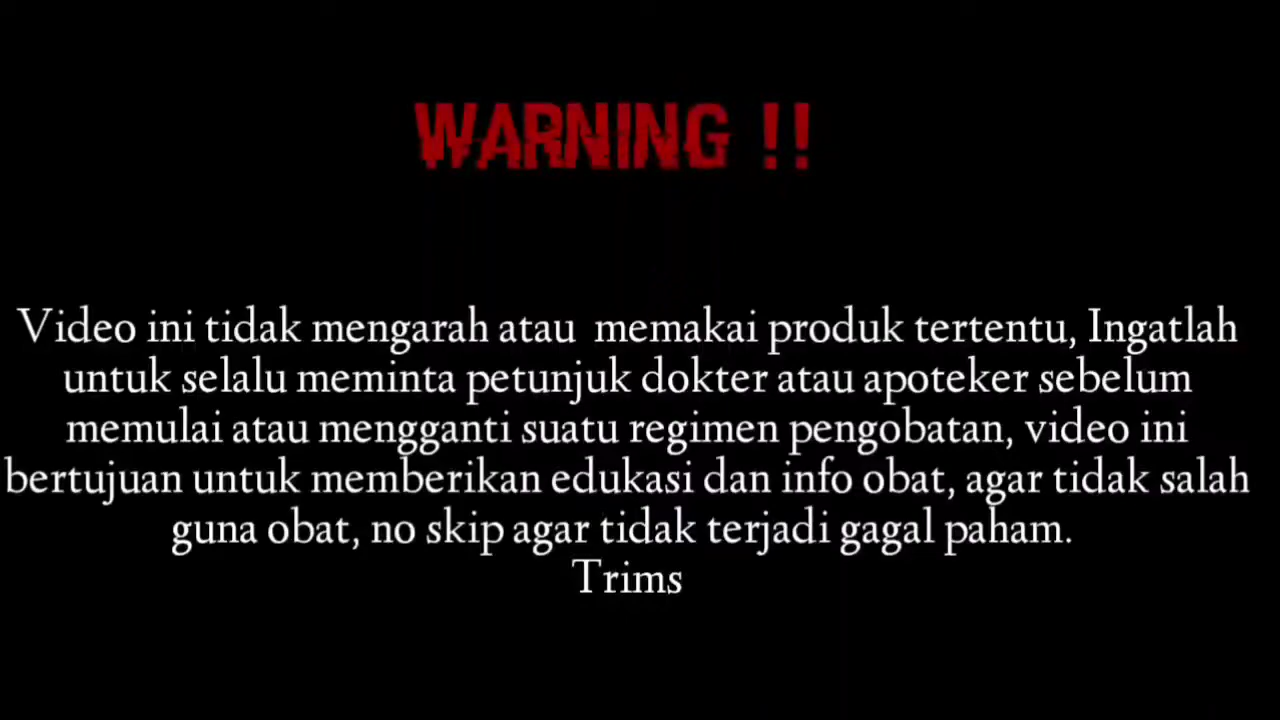 WARNING !!
Video ini tidak mengarah atau  memakai produk tertentu, Ingatlah
untuk selalu meminta petunjuk dokter atau apoteker sebelum
memulai atau mengganti suatu regimen pengobatan, video ini
bertujuan untuk memberikan edukasi dan info obat, agar tidak salah
guna obat, no skip agar tidak terjadi gagal paham.
Trims